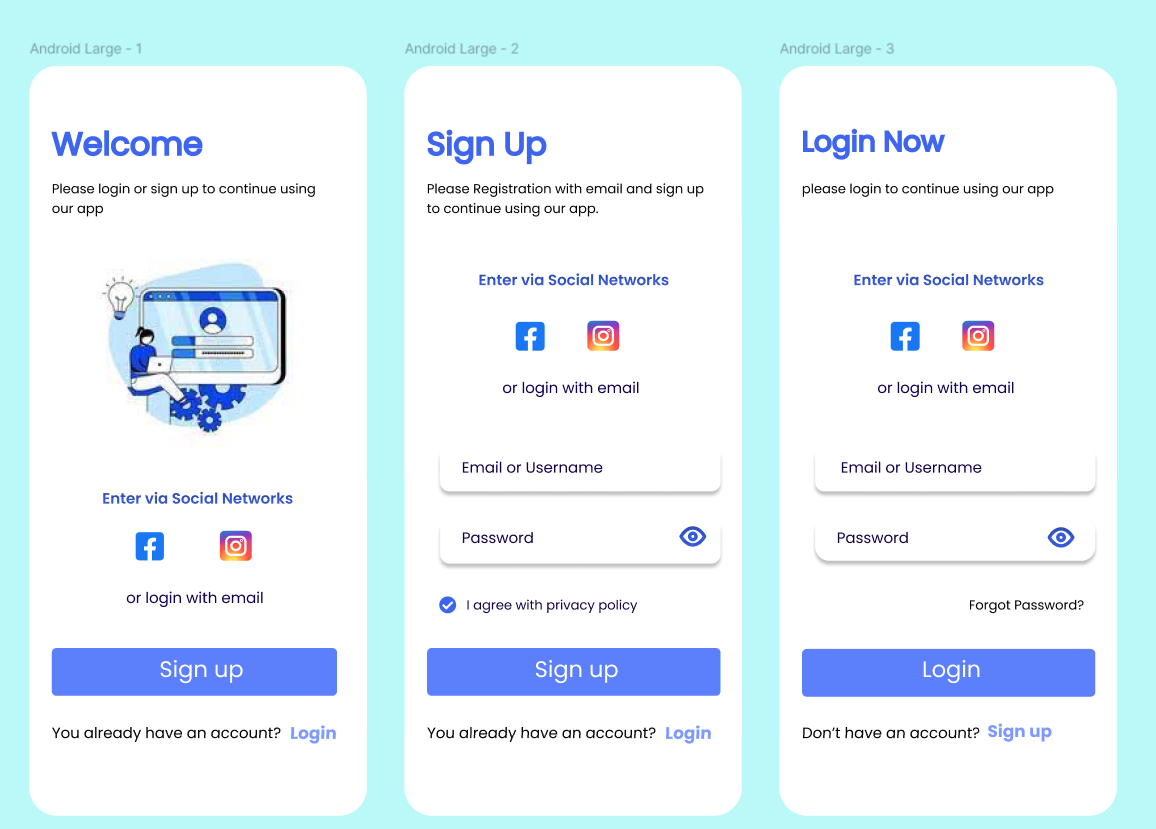 Android Large - 1
Welcome
Please login or sign up to continue using
our app
Enter via Social Networks
or login with email
Sign up
You already have an account? Login
Android Large - 2
Sign Up
Please Registration with email and sign up
to continue using our app.
Enter via Social Networks
or login with email
Email or Username
Password
I agree with privacy policy
Sign up
You already have an account? Login
Android Large - 3
Login Now
please login to continue using our app
Enter via Social Networks
or login with email
Email or Username
Password
Forgot Password?
Login
Don’t have an account? Sign up